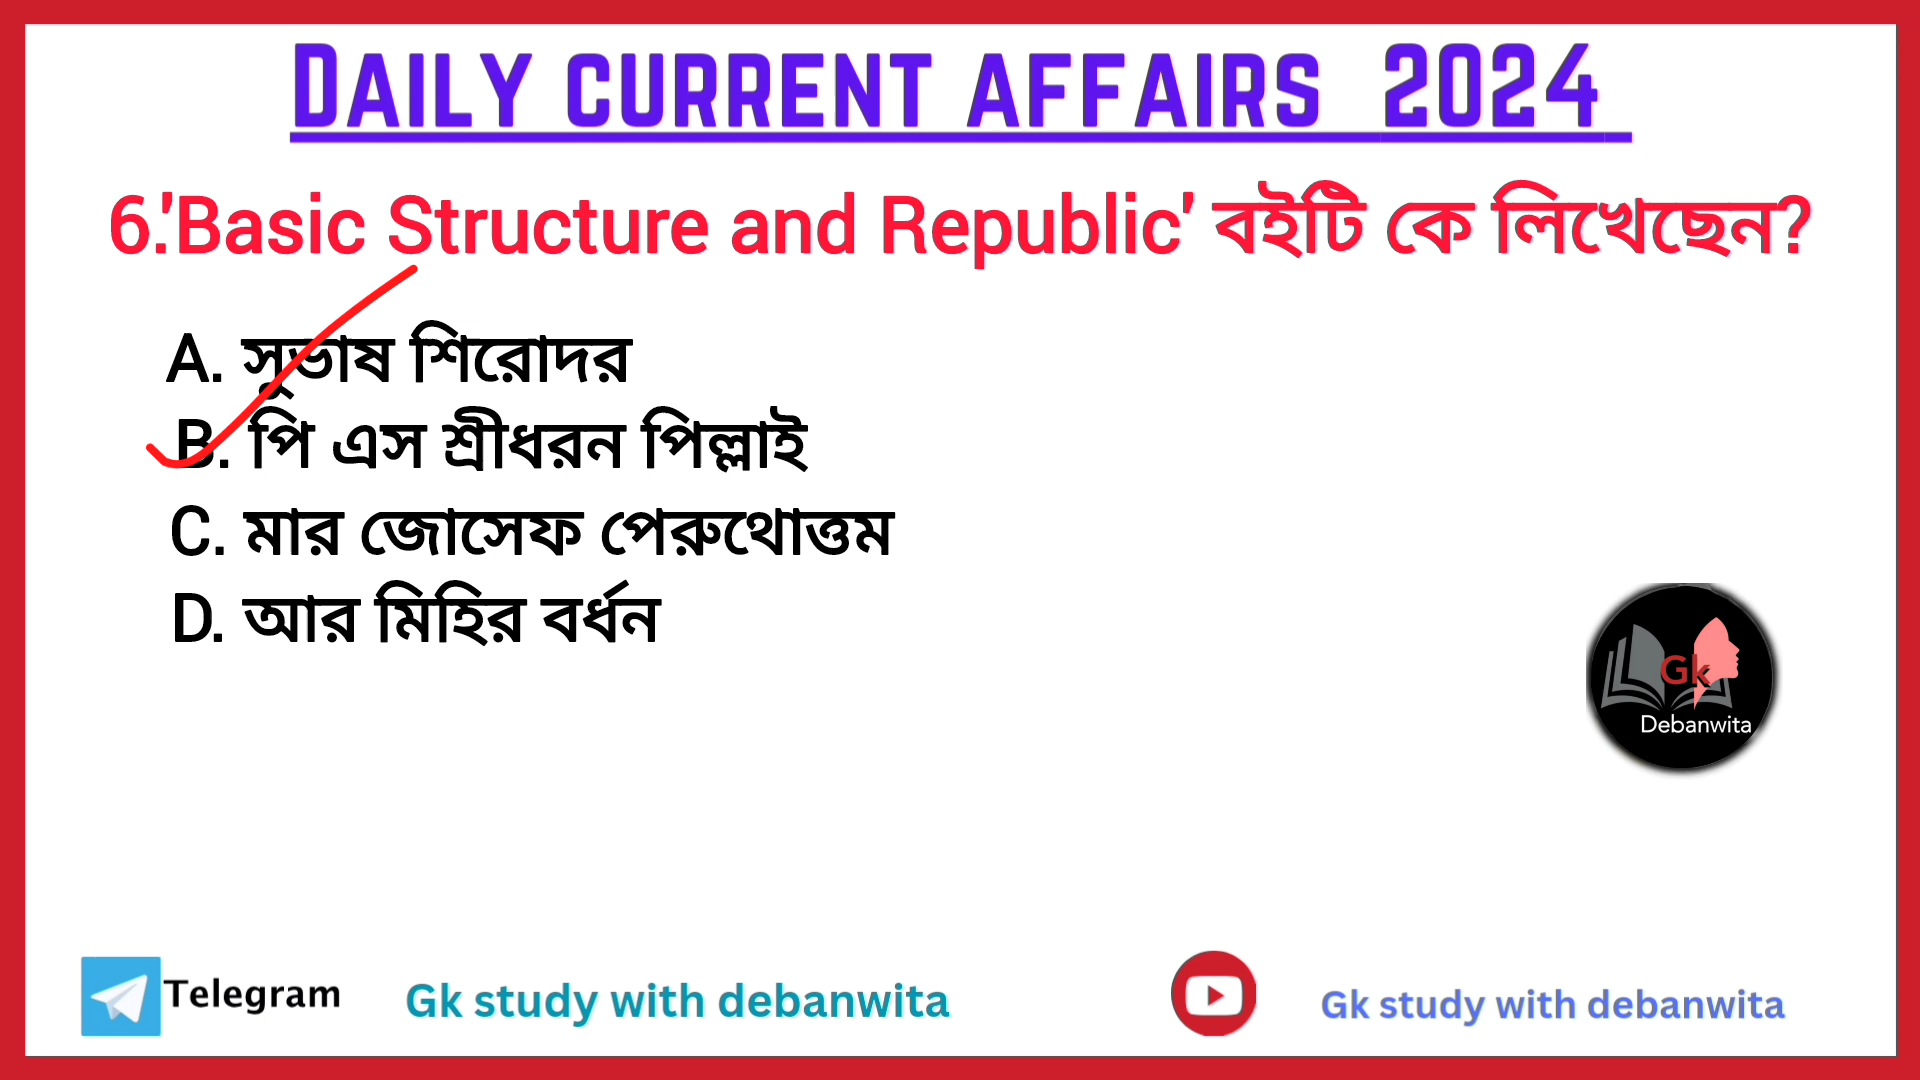 DAILY CURRENT AFFAIRS 2024
6.'Basic Structure and Republic' বইটি কে লিখেছেন?
A. সুভাষ শিরোদর
B. পি এস শ্রীধরন পিল্লাই
C. মার জোসেফ পেরুথোত্তম
D. আর মিহির বর্ধন
Gk
Debanwita
Telegram
Gk study with debanwita
Gk study with debanwita